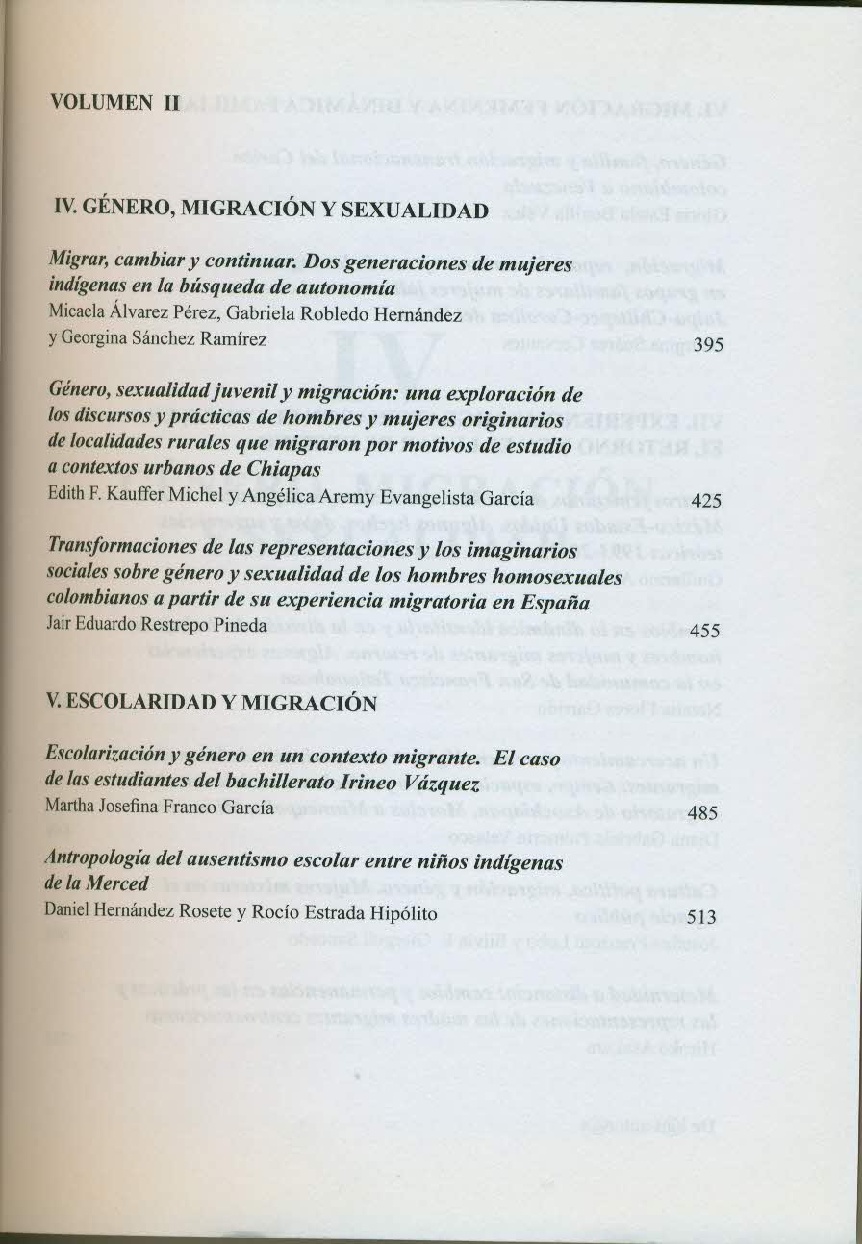 VOLUMEN II
IV. GÉNERO, MIGRACIÓN Y SEXUALIDAD
Migrar, cambiar y continuar. Dos generaciones de mujeres
indígenas en la búsqueda de autonomía
Micaela Álvarez Pérez, Gabriela Robledo Hernández
y Georgina Sánchez Ramírez 395
Género, sexualidad juvenil y migración: una exploración de
los discursos y prácticas de hombres y mujeres originarios
de localidades rurales que migraron por motivos de estudio
a contextos urbanos de Chiapas
Edith F. Kauffer Michel y Angélica Aremy Evangelista García 425
Transformaciones de las representaciones y los imaginarios
sociales sobre género y sexualidad de los hombres homosexuales
colombianos a partir de su experiencia migratoria en España
Jair Eduardo Restrepo Pineda 455
V. ESCOLARIDAD Y MIGRACIÓN
Escolarización y género en un contexto migrante. El caso
de las estudiantes del bachillerato Irineo Vázquez
Martha Josefina Franco García 485
Antropología del ausentismo escolar entre niños indígenas
de la Merced
Daniel Hernández Rosete y Rocío Estrada Hipólito 513